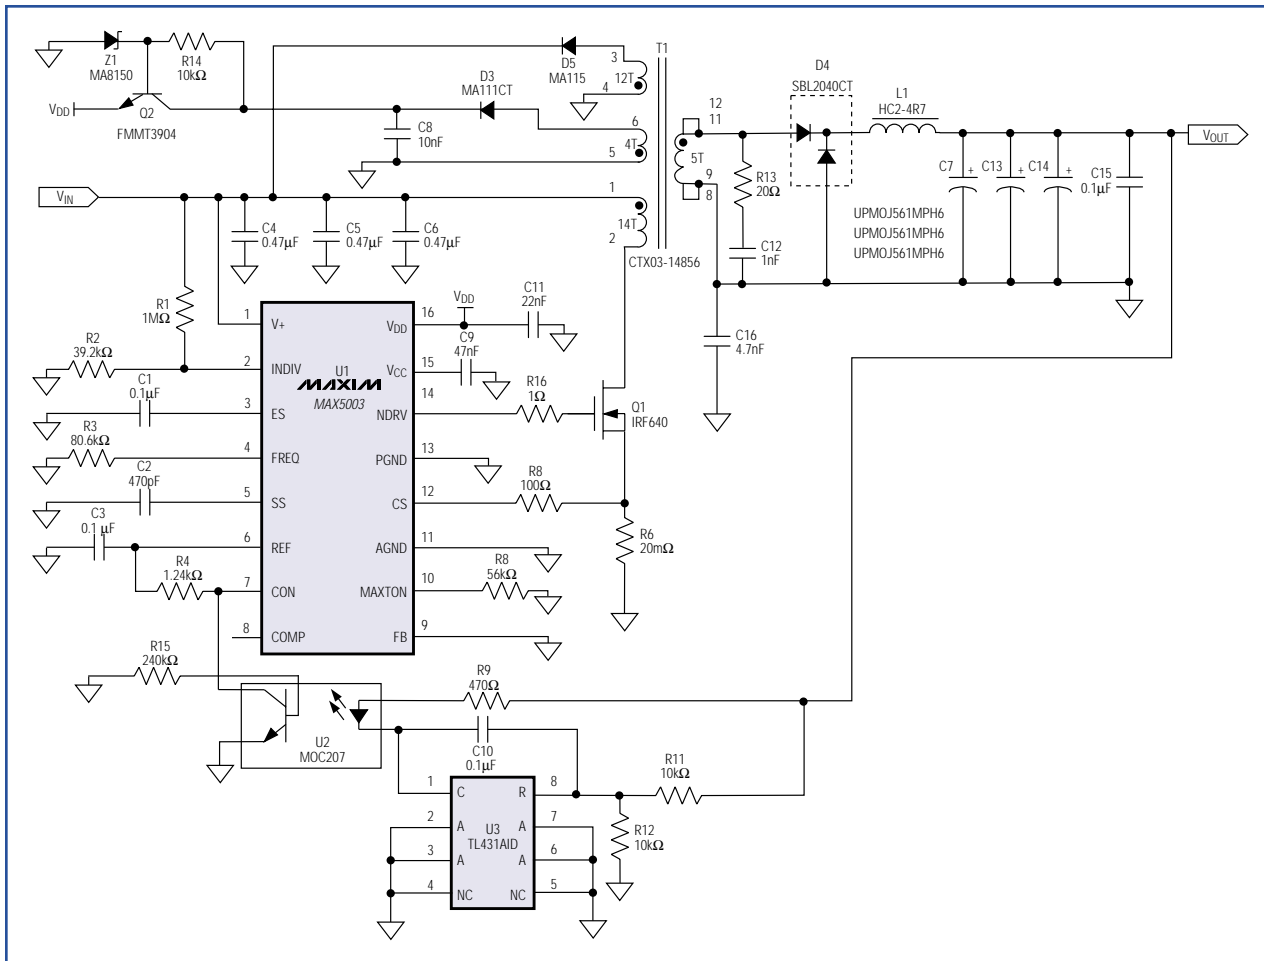 Z1
MA8150
R14
10kΩ
VDD
Q2
FMMT3904
D5
MA115
T1
3
12T
4
D3
MA111CT
C8
10nF
6
4T
5
12
11
5T
9
8
D4
SBL2040CT
L1
HC2-4R7
VOUT
R13
20Ω
C12
1nF
C7
+
C13
+
C14
+
C15
0.1µF
UPMOJ561MPH6
UPMOJ561MPH6
UPMOJ561MPH6
VIN
1
14T
2
CTX03-14856
C4
0.47µF
C5
0.47µF
C6
0.47µF
R1
1MΩ
R2
39.2kΩ
C1
0.1µF
R3
80.6kΩ
C2
470pF
C3
0.1 µF
R4
1.24kΩ
1
V+
2
INDIV
3
ES
4
FREQ
5
SS
6
REF
7
CON
8
COMP
U1
MAXIM
MAX5003
16
VDD
15
VCC
14
NDRV
13
PGND
12
CS
11
AGND
10
MAXTON
9
FB
VDD
C11
22nF
C9
47nF
R16
1Ω
Q1
IRF640
C16
4.7nF
R8
100Ω
R6
20mΩ
R8
56kΩ
R15
240kΩ
U2
MOC207
R9
470Ω
C10
0.1µF
R11
10kΩ
R12
10kΩ
1
C
2
A
3
A
4
NC
U3
TL431AID
8
R
7
A
6
A
5
NC